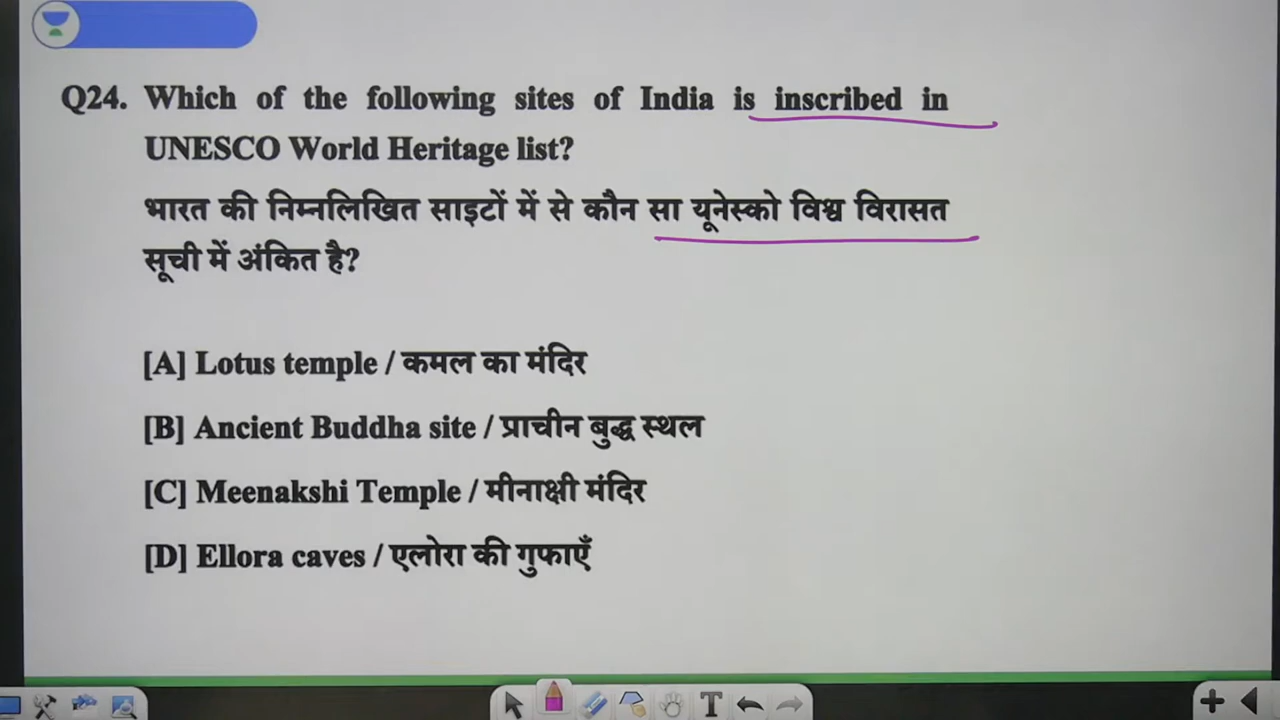 Q24. Which of the following sites of India is inscribed in
UNESCO World Heritage list?
भारत की निम्नलिखित साइटों में से कौन सा यूनेस्को विश्व विरासत
सूची में अंकित है?
[A] Lotus temple / कमल का मंदिर
[B] Ancient Buddha site / प्राचीन बुद्ध स्थल
[C] Meenakshi Temple / मीनाक्षी मंदिर
[D] Ellora caves / एलोरा की गुफाएँ
T